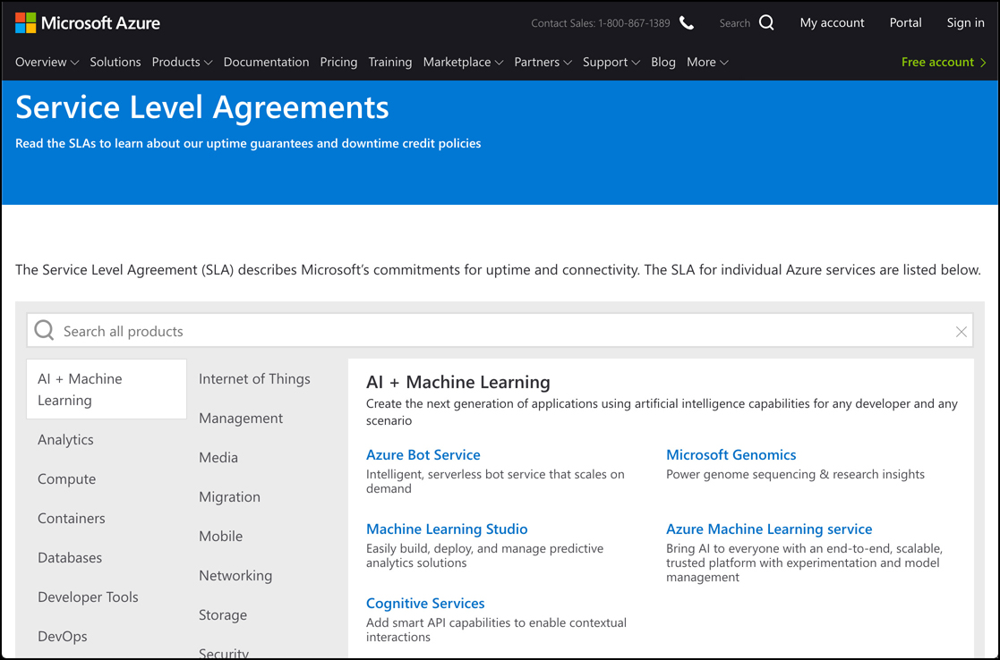 Microsoft Azure
Contact Sales: 1-800-867-1389
Search
My account
Portal
Sign in
Overview
Solutions
Products
Documentation
Pricing
Training
Marketplace
Partners
Support
Blog
More
Free account
Service Level Agreements
Read the SLAs to learn about our uptime guarantees and downtime credit policies
The Service Level Agreement (SLA) describes Microsoft's commitments for uptime and connectivity. The SLA for individual Azure services are listed below.
Search all products
AI + Machine
Learning
Analytics
Compute
Containers
Databases
Developer Tools
DevOps
Internet of Things
Management
Media
Migration
Mobile
Networking
Storage
Security
AI + Machine Learning
Create the next generation of applications using artificial intelligence capabilities for any developer and any
scenario
Azure Bot Service
Intelligent, serverless bot service that scales on
demand
Microsoft Genomics
Power genome sequencing & research insights
Machine Learning Studio
Easily build, deploy, and manage predictive
analytics solutions
Azure Machine Learning service
Bring AI to everyone with an end-to-end, scalable,
trusted platform with experimentation and model
management
Cognitive Services
Add smart API capabilities to enable contextual
interactions